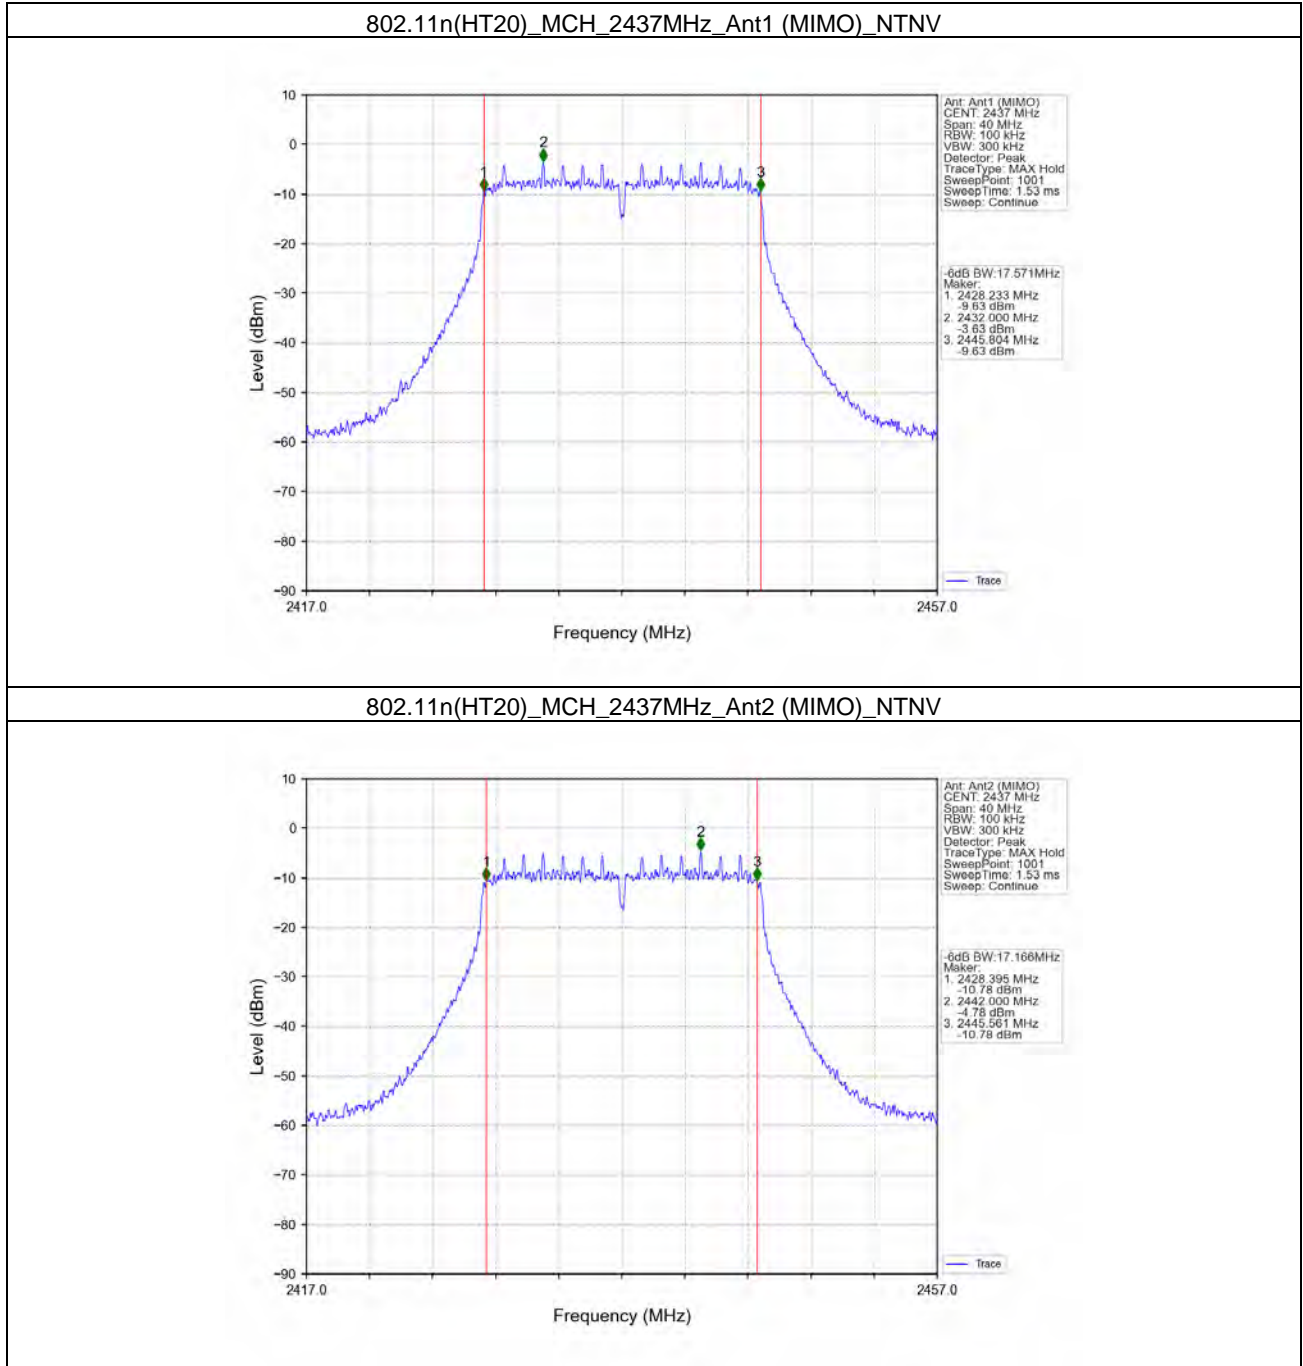 802.11n(HT20)_MCH_2437MHz_Ant1 (MIMO)_NTNV
10
0
-10
-20
-30
-40
-50
-60
-70
-80
-90
Level (dBm)
1
2
3
2417.0
2457.0
Frequency (MHz)
Ant: Ant1 (MIMO)
CENT: 2437 MHz
Span: 40 MHz
RBW: 100 kHz
VBW: 300 kHz
Detector: Peak
TraceType: MAX Hold
SweepPoint: 1001
SweepTime: 1.53 ms
Sweep: Continue
-6dB BW:17.571MHz
Maker:
1. 2428.233 MHz
-9.63 dBm
2. 2432.000 MHz
-3.63 dBm
3. 2445.804 MHz
-9.63 dBm
Trace
802.11n(HT20)_MCH_2437MHz_Ant2 (MIMO)_NTNV
10
0
-10
-20
-30
-40
-50
-60
-70
-80
-90
Level (dBm)
1
2
3
2417.0
2457.0
Frequency (MHz)
Ant: Ant2 (MIMO)
CENT: 2437 MHz
Span: 40 MHz
RBW: 100 kHz
VBW: 300 kHz
Detector: Peak
TraceType: MAX Hold
SweepPoint: 1001
SweepTime: 1.53 ms
Sweep: Continue
-6dB BW:17.166MHz
Maker:
1. 2428.395 MHz
-10.78 dBm
2. 2442.000 MHz
-4.78 dBm
3. 2445.561 MHz
-10.78 dBm
Trace